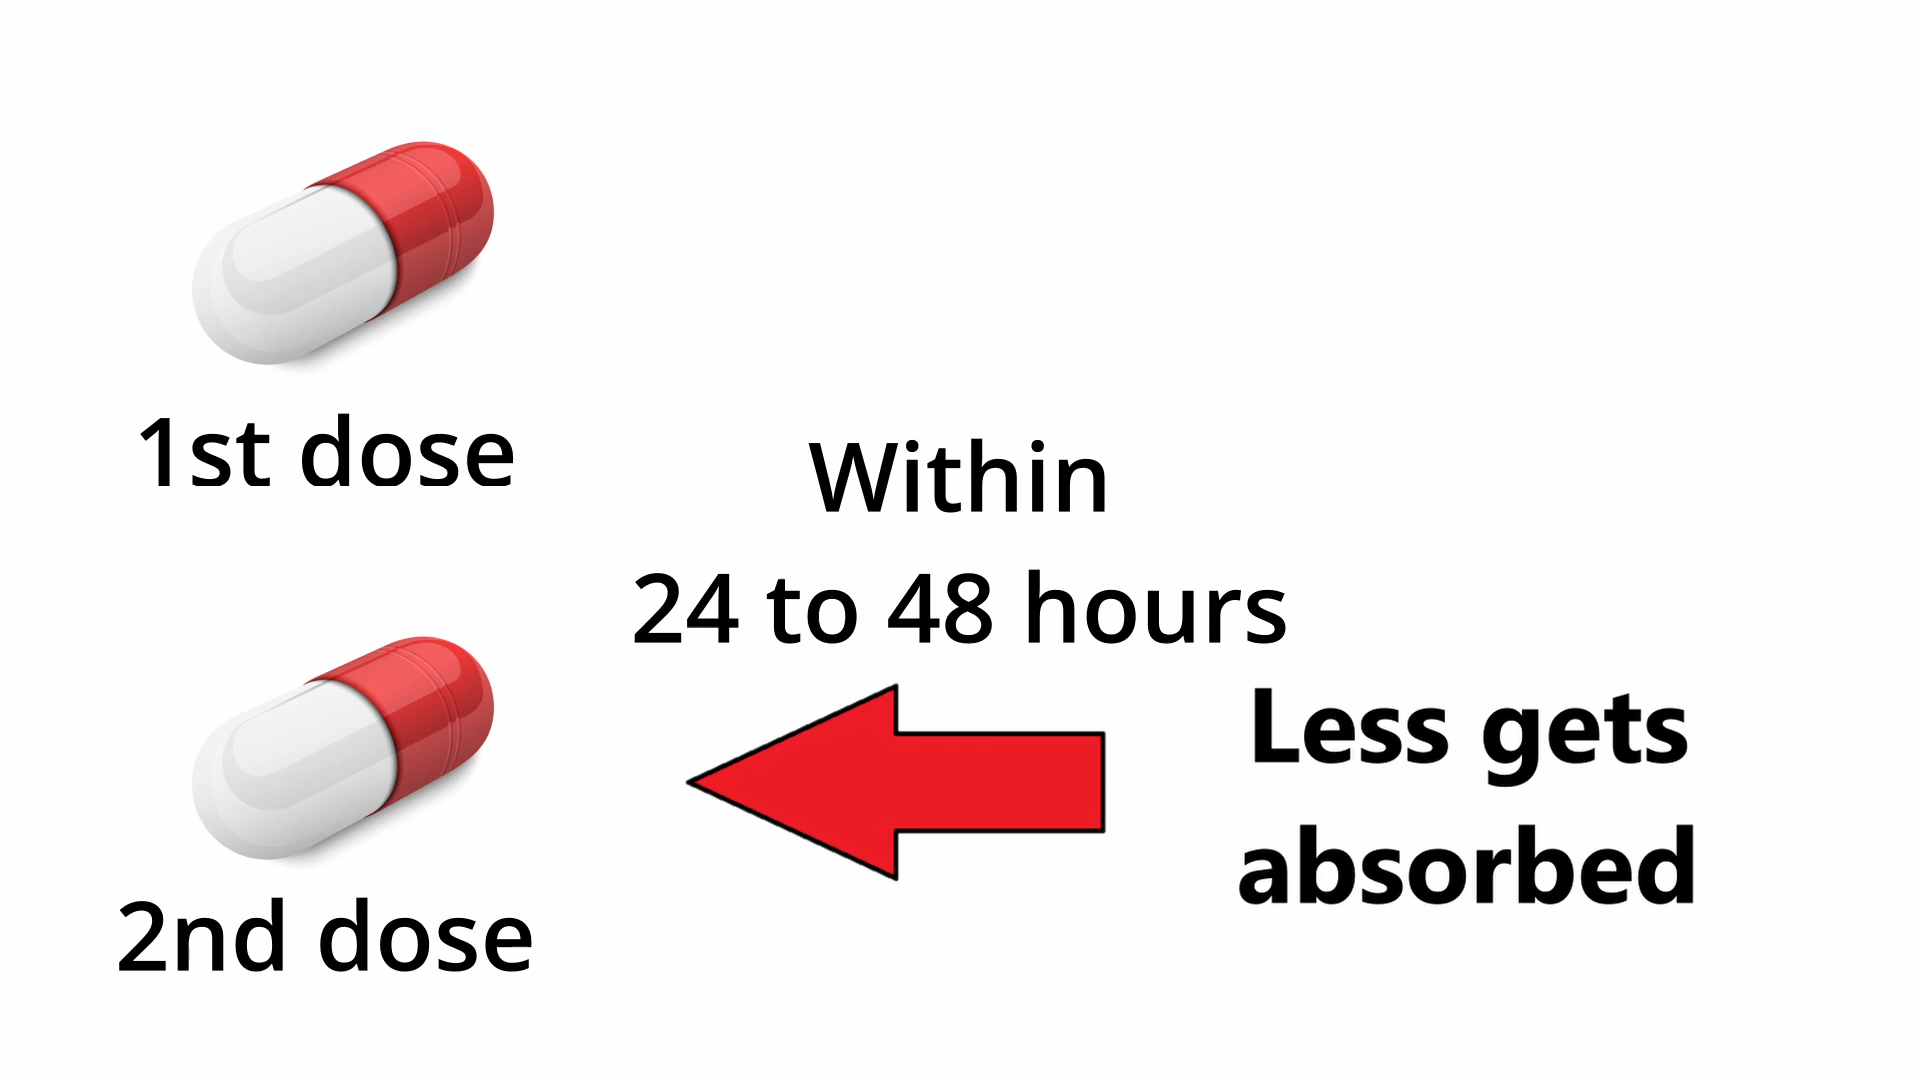 1st dose
Within
24 to 48 hours
Less gets
absorbed
2nd dose